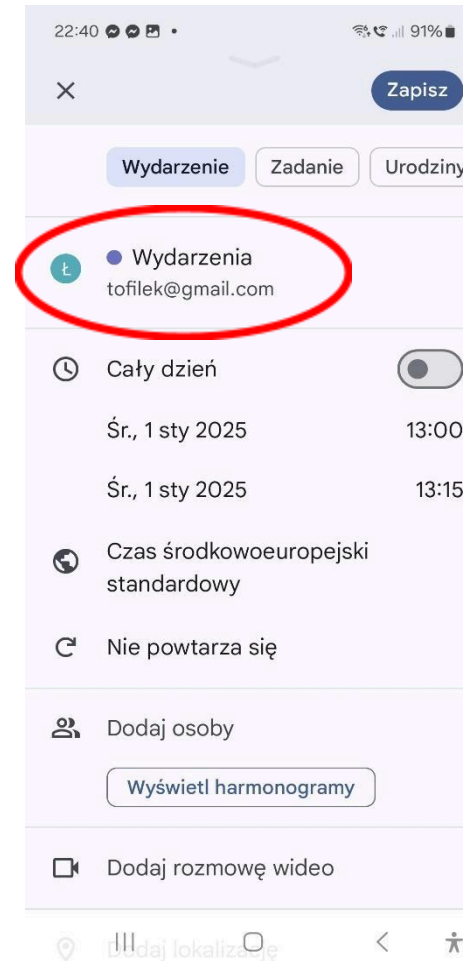 22:40 91%
Zapisz
Wydarzenie Zadanie Urodziny
Ł Wydarzenia
tofilek@gmail.com
Cały dzień
Śr., 1 sty 2025 13:00
Śr., 1 sty 2025 13:15
Czas środkowoeuropejski
standardowy
Nie powtarza się
Dodaj osoby
Wyświetl harmonogramy
Dodaj rozmowę wideo
Dodaj lokalizację